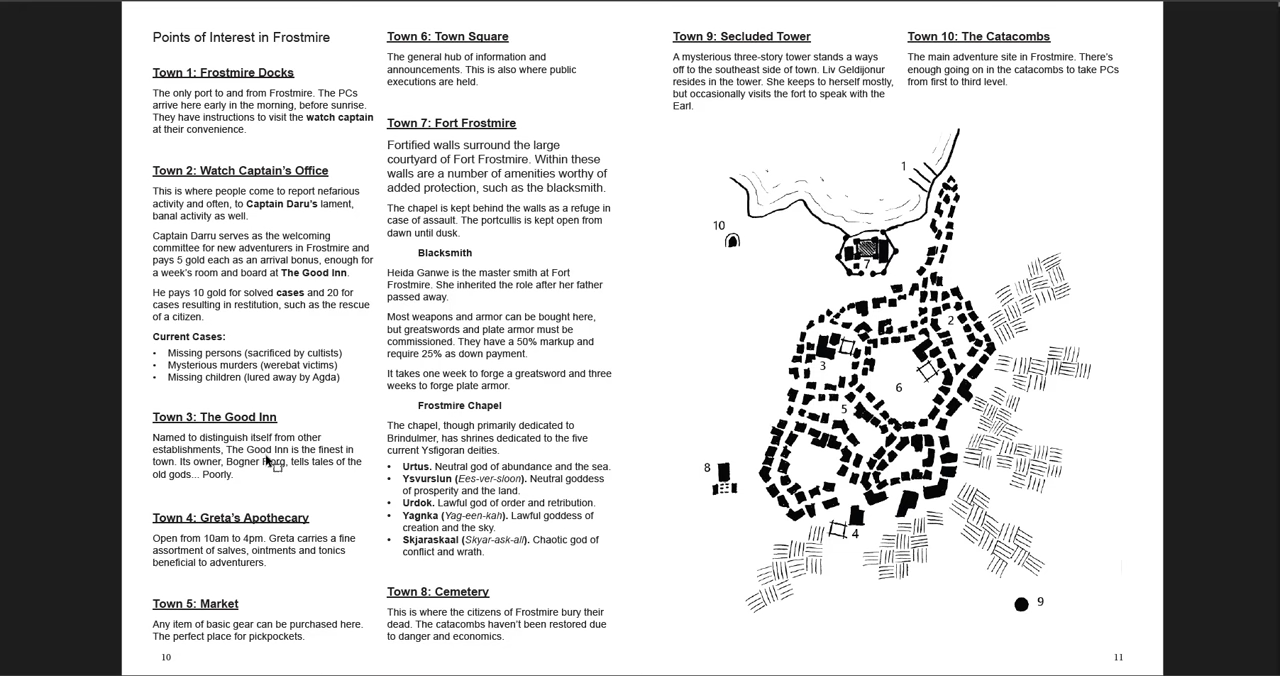 Points of Interest in Frostmire
Town 1: Frostmire Docks
The only port to and from Frostmire. The PCs
arrive here early in the morning, before sunrise.
They have instructions to visit the watch captain
at their convenience.
Town 2: Watch Captain's Office
This is where people come to report nefarious
activity and often, to Captain Daru's lament,
banal activity as well.
Captain Darru serves as the welcoming
committee for new adventurers in Frostmire and
pays 5 gold each as an arrival bonus, enough for
a week's room and board at The Good Inn.
He pays 10 gold for solved cases and 20 for
cases resulting in restitution, such as the rescue
of a citizen.
Current Cases:
• Missing persons (sacrificed by cultists)
• Mysterious murders (werebat victims)
• Missing children (lured away by Agda)
Town 3: The Good Inn
Named to distinguish itself from other
establishments, The Good Inn is the finest in
town. Its owner, Bogner tells tales of the
old gods... Poorly.
Town 4: Greta's Apothecary
Open from 10am to 4pm. Greta carries a fine
assortment of salves, ointments and tonics
beneficial to adventurers.
Town 5: Market
Any item of basic gear can be purchased here.
The perfect place for pickpockets.
10
Town 6: Town Square
The general hub of information and
announcements. This is also where public
executions are held.
Town 7: Fort Frostmire
Fortified walls surround the large
courtyard of Fort Frostmire. Within these
walls are a number of amenities worthy of
added protection, such as the blacksmith.
The chapel is kept behind the walls as a refuge in
case of assault. The portcullis is kept open from
dawn until dusk.
Blacksmith
Heida Ganwe is the master smith at Fort
Frostmire. She inherited the role after her father
passed away.
Most weapons and armor can be bought here,
but greatswords and plate armor must be
commissioned. They have a 50% markup and
require 25% as down payment.
It takes one week to forge a greatsword and three
weeks to forge plate armor.
Frostmire Chapel
The chapel, though primarily dedicated to
Brindulmer, has shrines dedicated to the five
current Ysfigoran deities.
• Urtus. Neutral god of abundance and the sea.
• Ysvursiun (Ees-ver-sioon). Neutral goddess
of prosperity and the land.
• Urdok. Lawful god of order and retribution.
• Yagnka (Yag-een-kah). Lawful goddess of
creation and the sky.
• Skjaraskaal (Skyar-ask-all). Chaotic god of
conflict and wrath.
Town 8: Cemetery
This is where the citizens of Frostmire bury their
dead. The catacombs haven't been restored due
to danger and economics.
Town 9: Secluded Tower
A mysterious three-story tower stands a ways
off to the southeast side of town. Liv Geldijonur
resides in the tower. She keeps to herself mostly,
but occasionally visits the fort to speak with the
Earl.
Town 10: The Catacombs
The main adventure site in Frostmire. There's
enough going on in the catacombs to take PCs
from first to third level.
1
10
7
2
3
6
5
8
4
9
11